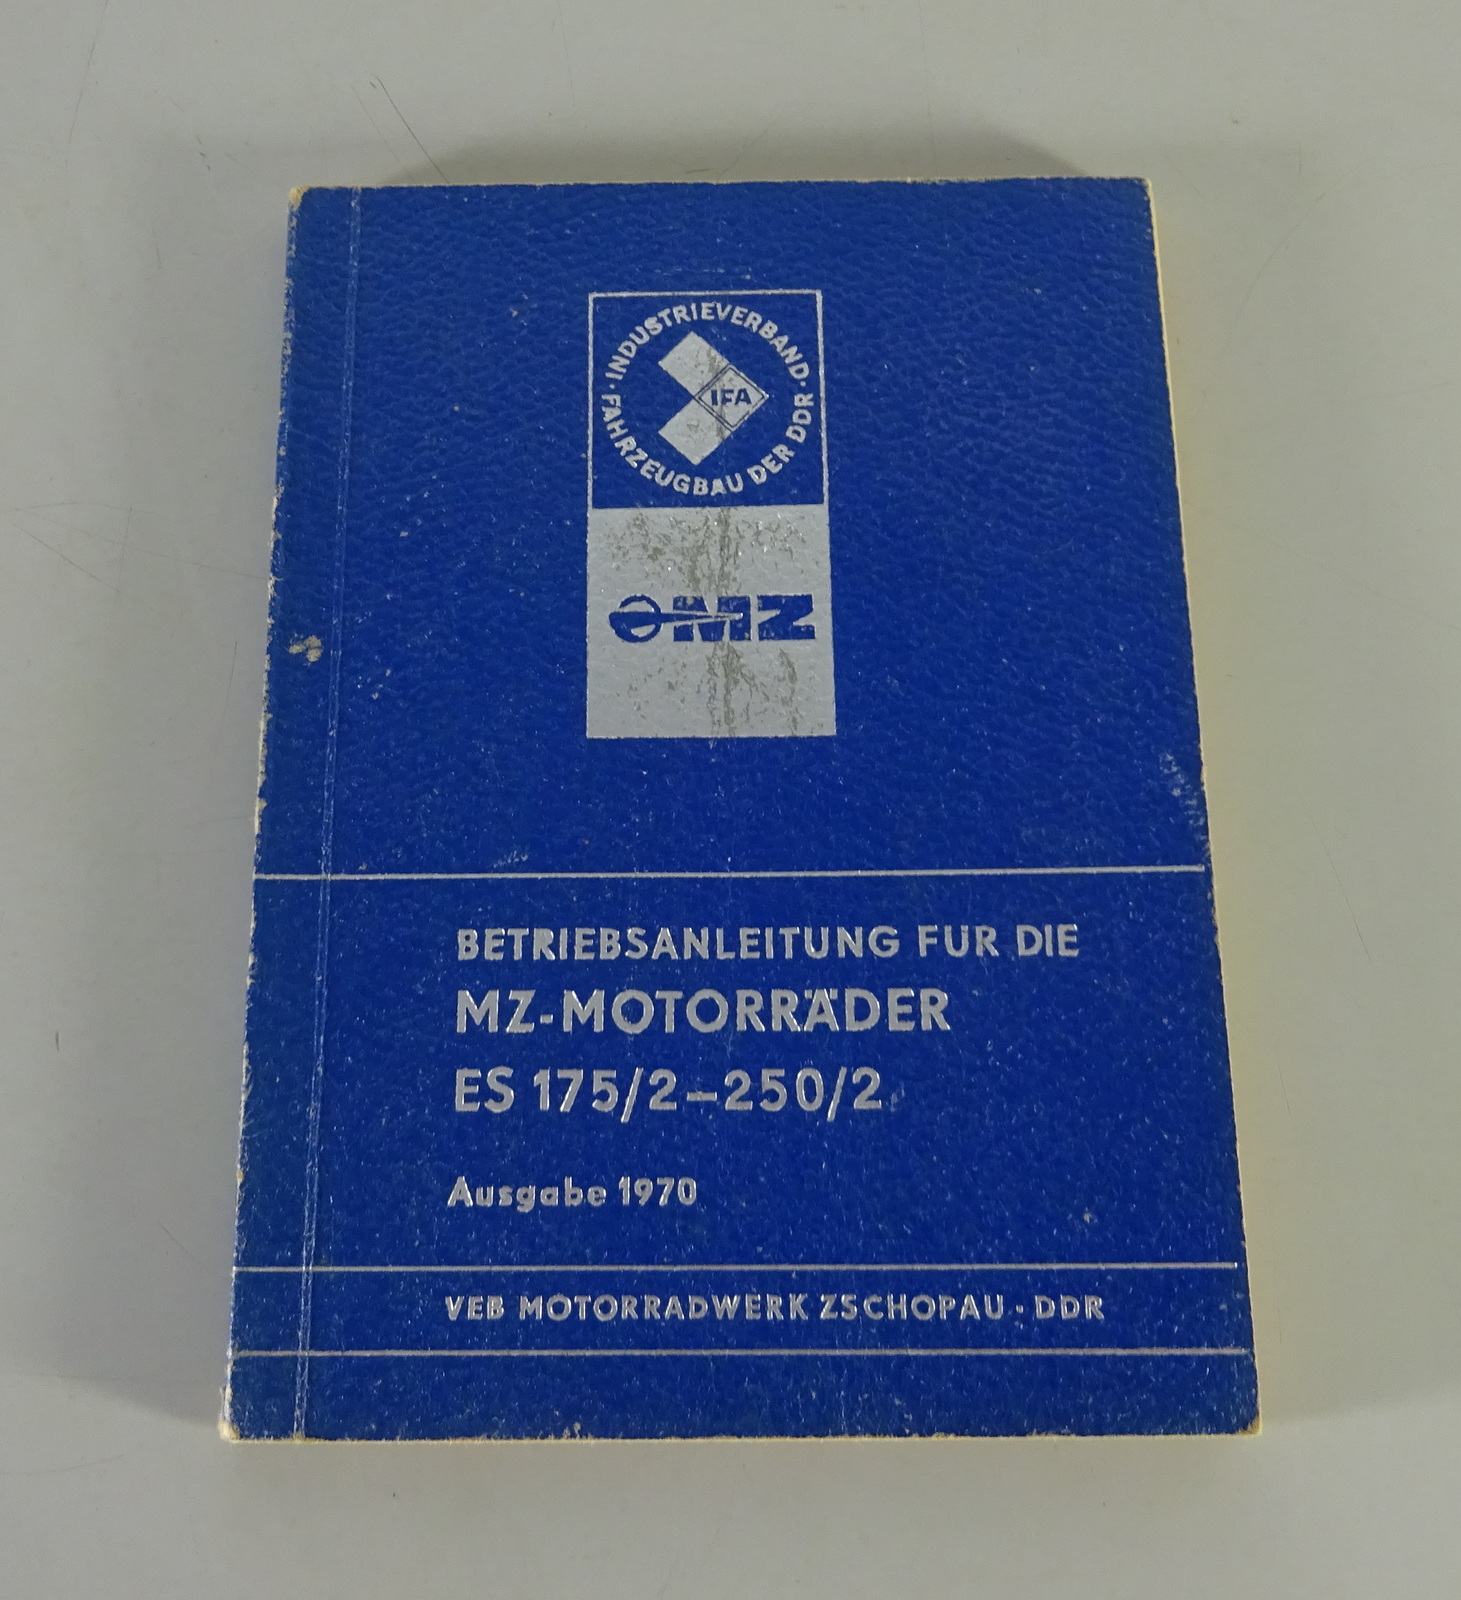 · INDUSTRIEVERBAND ·
FAHRZEUGBAU DER DDR
IFA
MZ
BETRIEBSANLEITUNG FUR DIE
MZ-MOTORRÄDER
ES 175/2–250/2
Ausgabe 1970
VEB MOTORRADWERK ZSCHOPAU · DDR